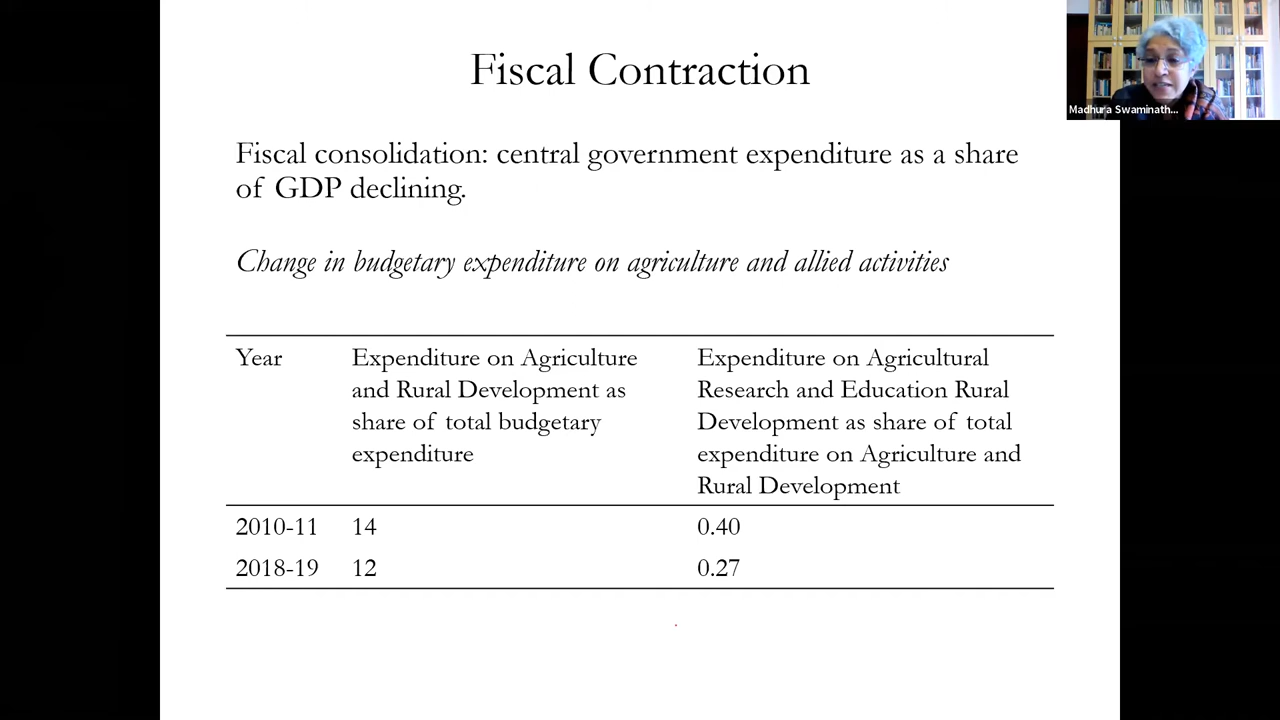 Fiscal Contraction
Madhura Swaminath...
Fiscal consolidation: central government expenditure as a share
of GDP declining.
Change in budgetary expenditure on agriculture and allied activities
Year
Expenditure on Agriculture
and Rural Development as
share of total budgetary
expenditure
Expenditure on Agricultural
Research and Education Rural
Development as share of total
expenditure on Agriculture and
Rural Development
2010-11 14 0.40
2018-19 12 0.27